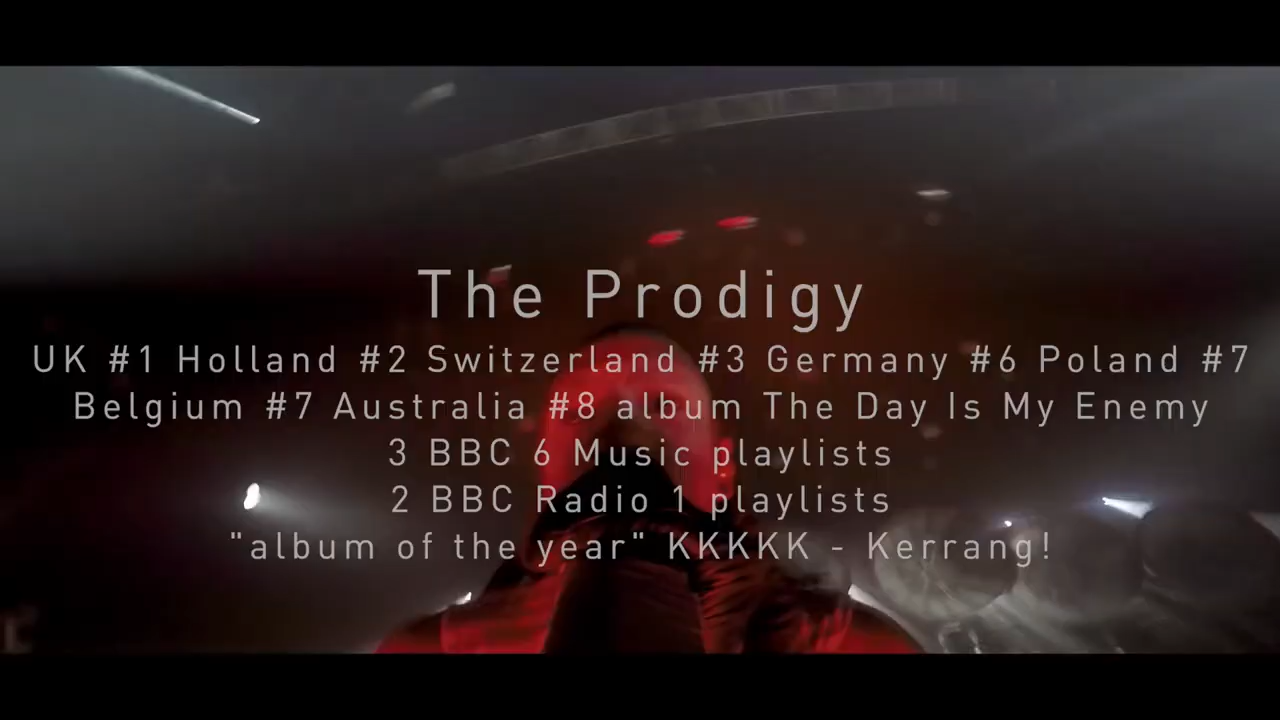 The Prodigy
UK #1 Holland #2 Switzerland #3 Germany #6 Poland #7
Belgium #7 Australia #8 album The Day Is My Enemy
3 BBC 6 Music playlists
2 BBC Radio 1 playlists
"album of the year" KKKKK - Kerrang!